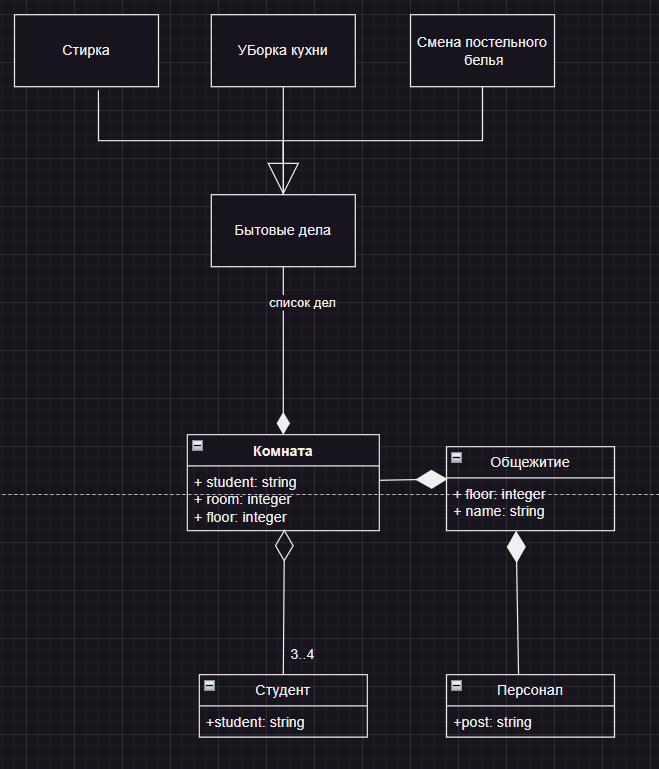 Стирка
УБорка кухни
Смена постельного
белья
Бытовые дела
список дел
Комната
+ student: string
+ room: integer
+ floor: integer
Общежитие
+ floor: integer
+ name: string
3..4
Студент
+student: string
Персонал
+post: string